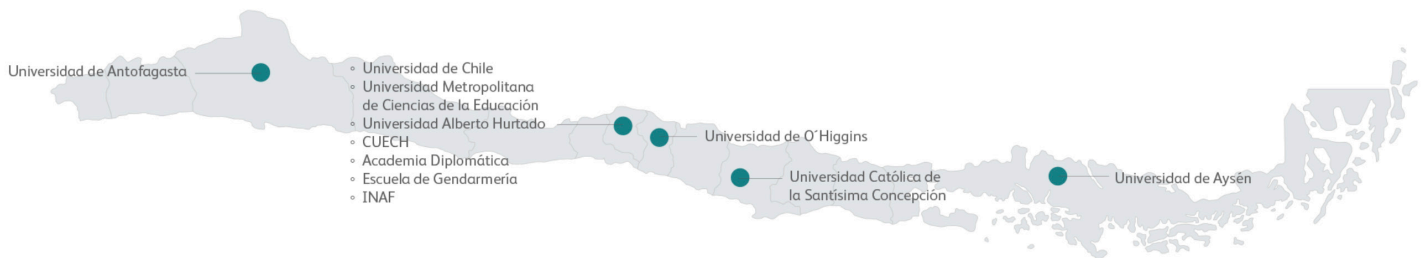 Universidad de Antofagasta
◦ Universidad de Chile
◦ Universidad Metropolitana
de Ciencias de la Educación
◦ Universidad Alberto Hurtado
◦ CUECH
◦ Academia Diplomática
◦ Escuela de Gendarmería
◦ INAF
Universidad de O´Higgins
Universidad Católica de
la Santísima Concepción
Universidad de Aysén